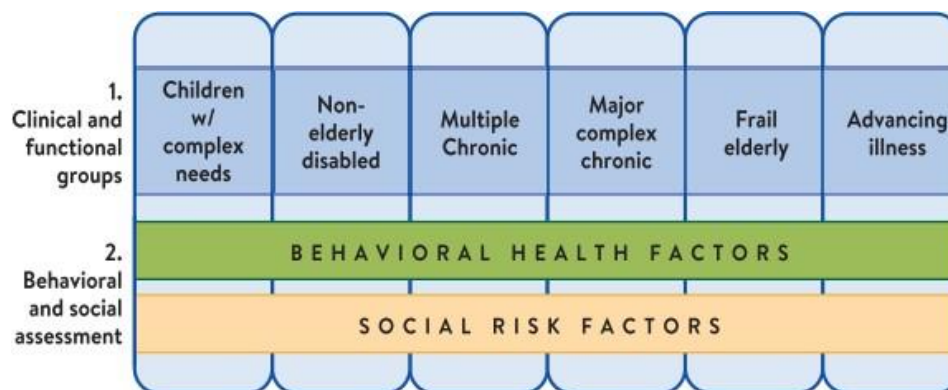 1.
Clinical and
functional
groups
Children
w/
complex
needs
Non-
elderly
disabled
Multiple
Chronic
Major
complex
chronic
Frail
elderly
Advancing
illness
2.
Behavioral
and social
assessment
BEHAVIORAL HEALTH FACTORS
SOCIAL RISK FACTORS